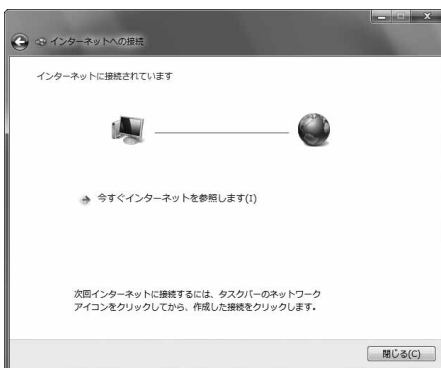 インターネットへの接続
インターネットに接続されています
今すぐインターネットを参照します(I)
次回インターネットに接続するには、タスクバーのネットワーク
アイコンをクリックしてから、作成した接続をクリックします。
閉じる(C)